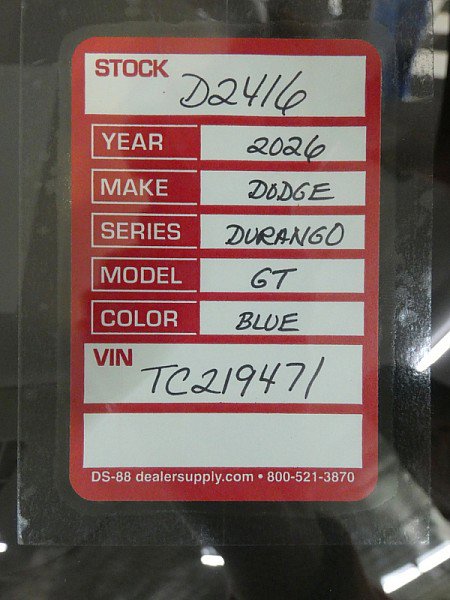 STOCK
D2416
YEAR 2026
MAKE DODGE
SERIES DURANGO
MODEL GT
COLOR BLUE
VIN
TC219471
DS-88 dealersupply.com • 800-521-3870